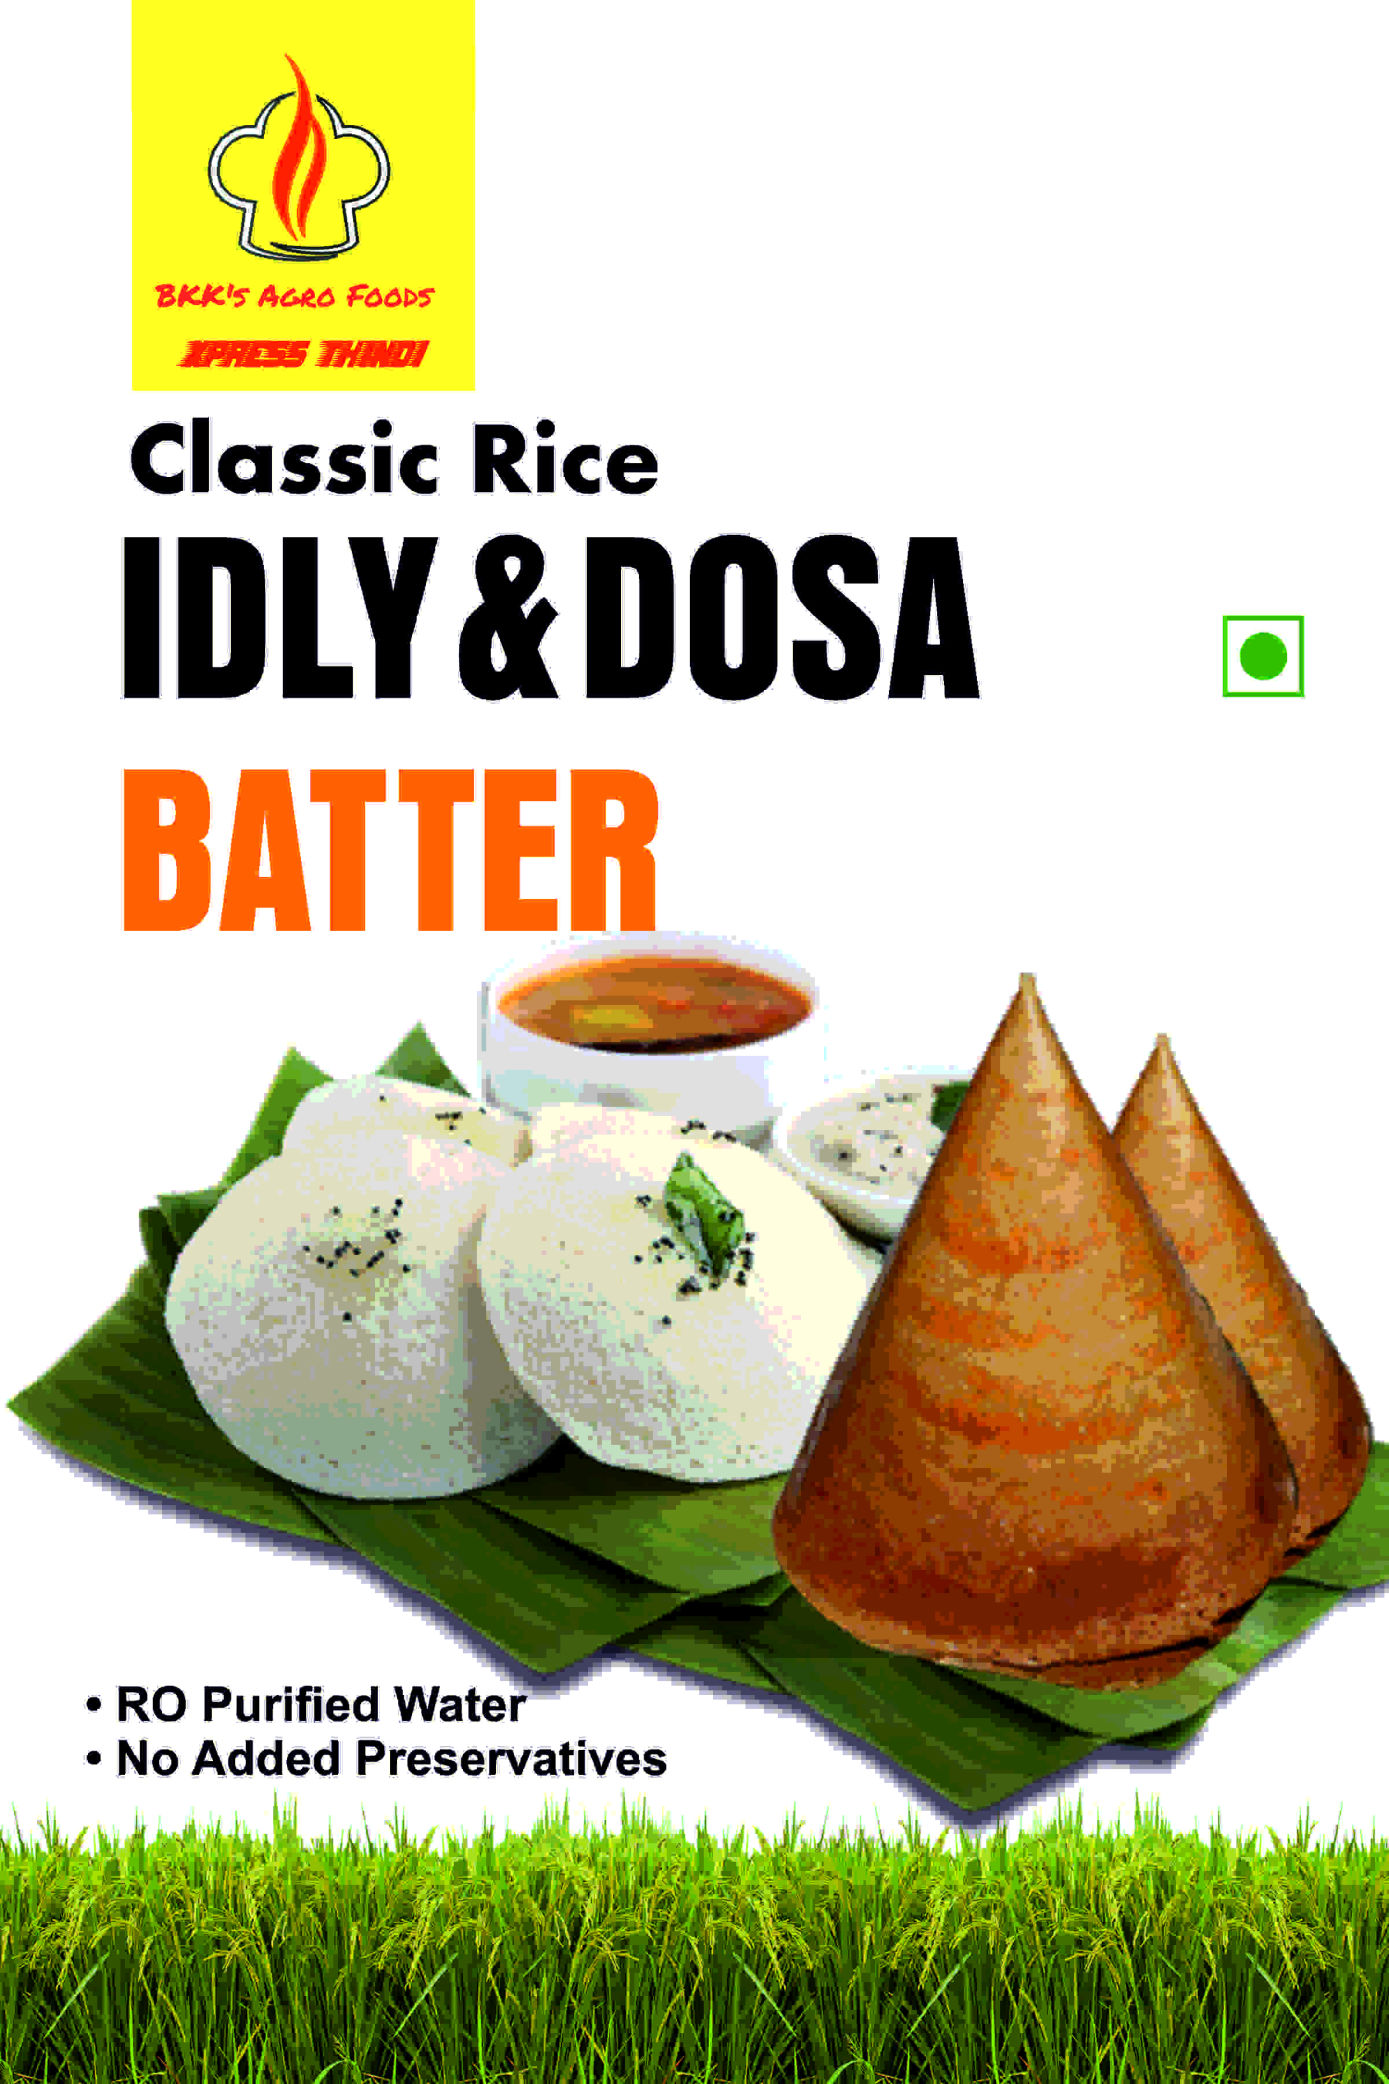 BKK's Agro Foods
XPRESS THINDI
Classic Rice
IDLY & DOSA
BATTER
• RO Purified Water
• No Added Preservatives